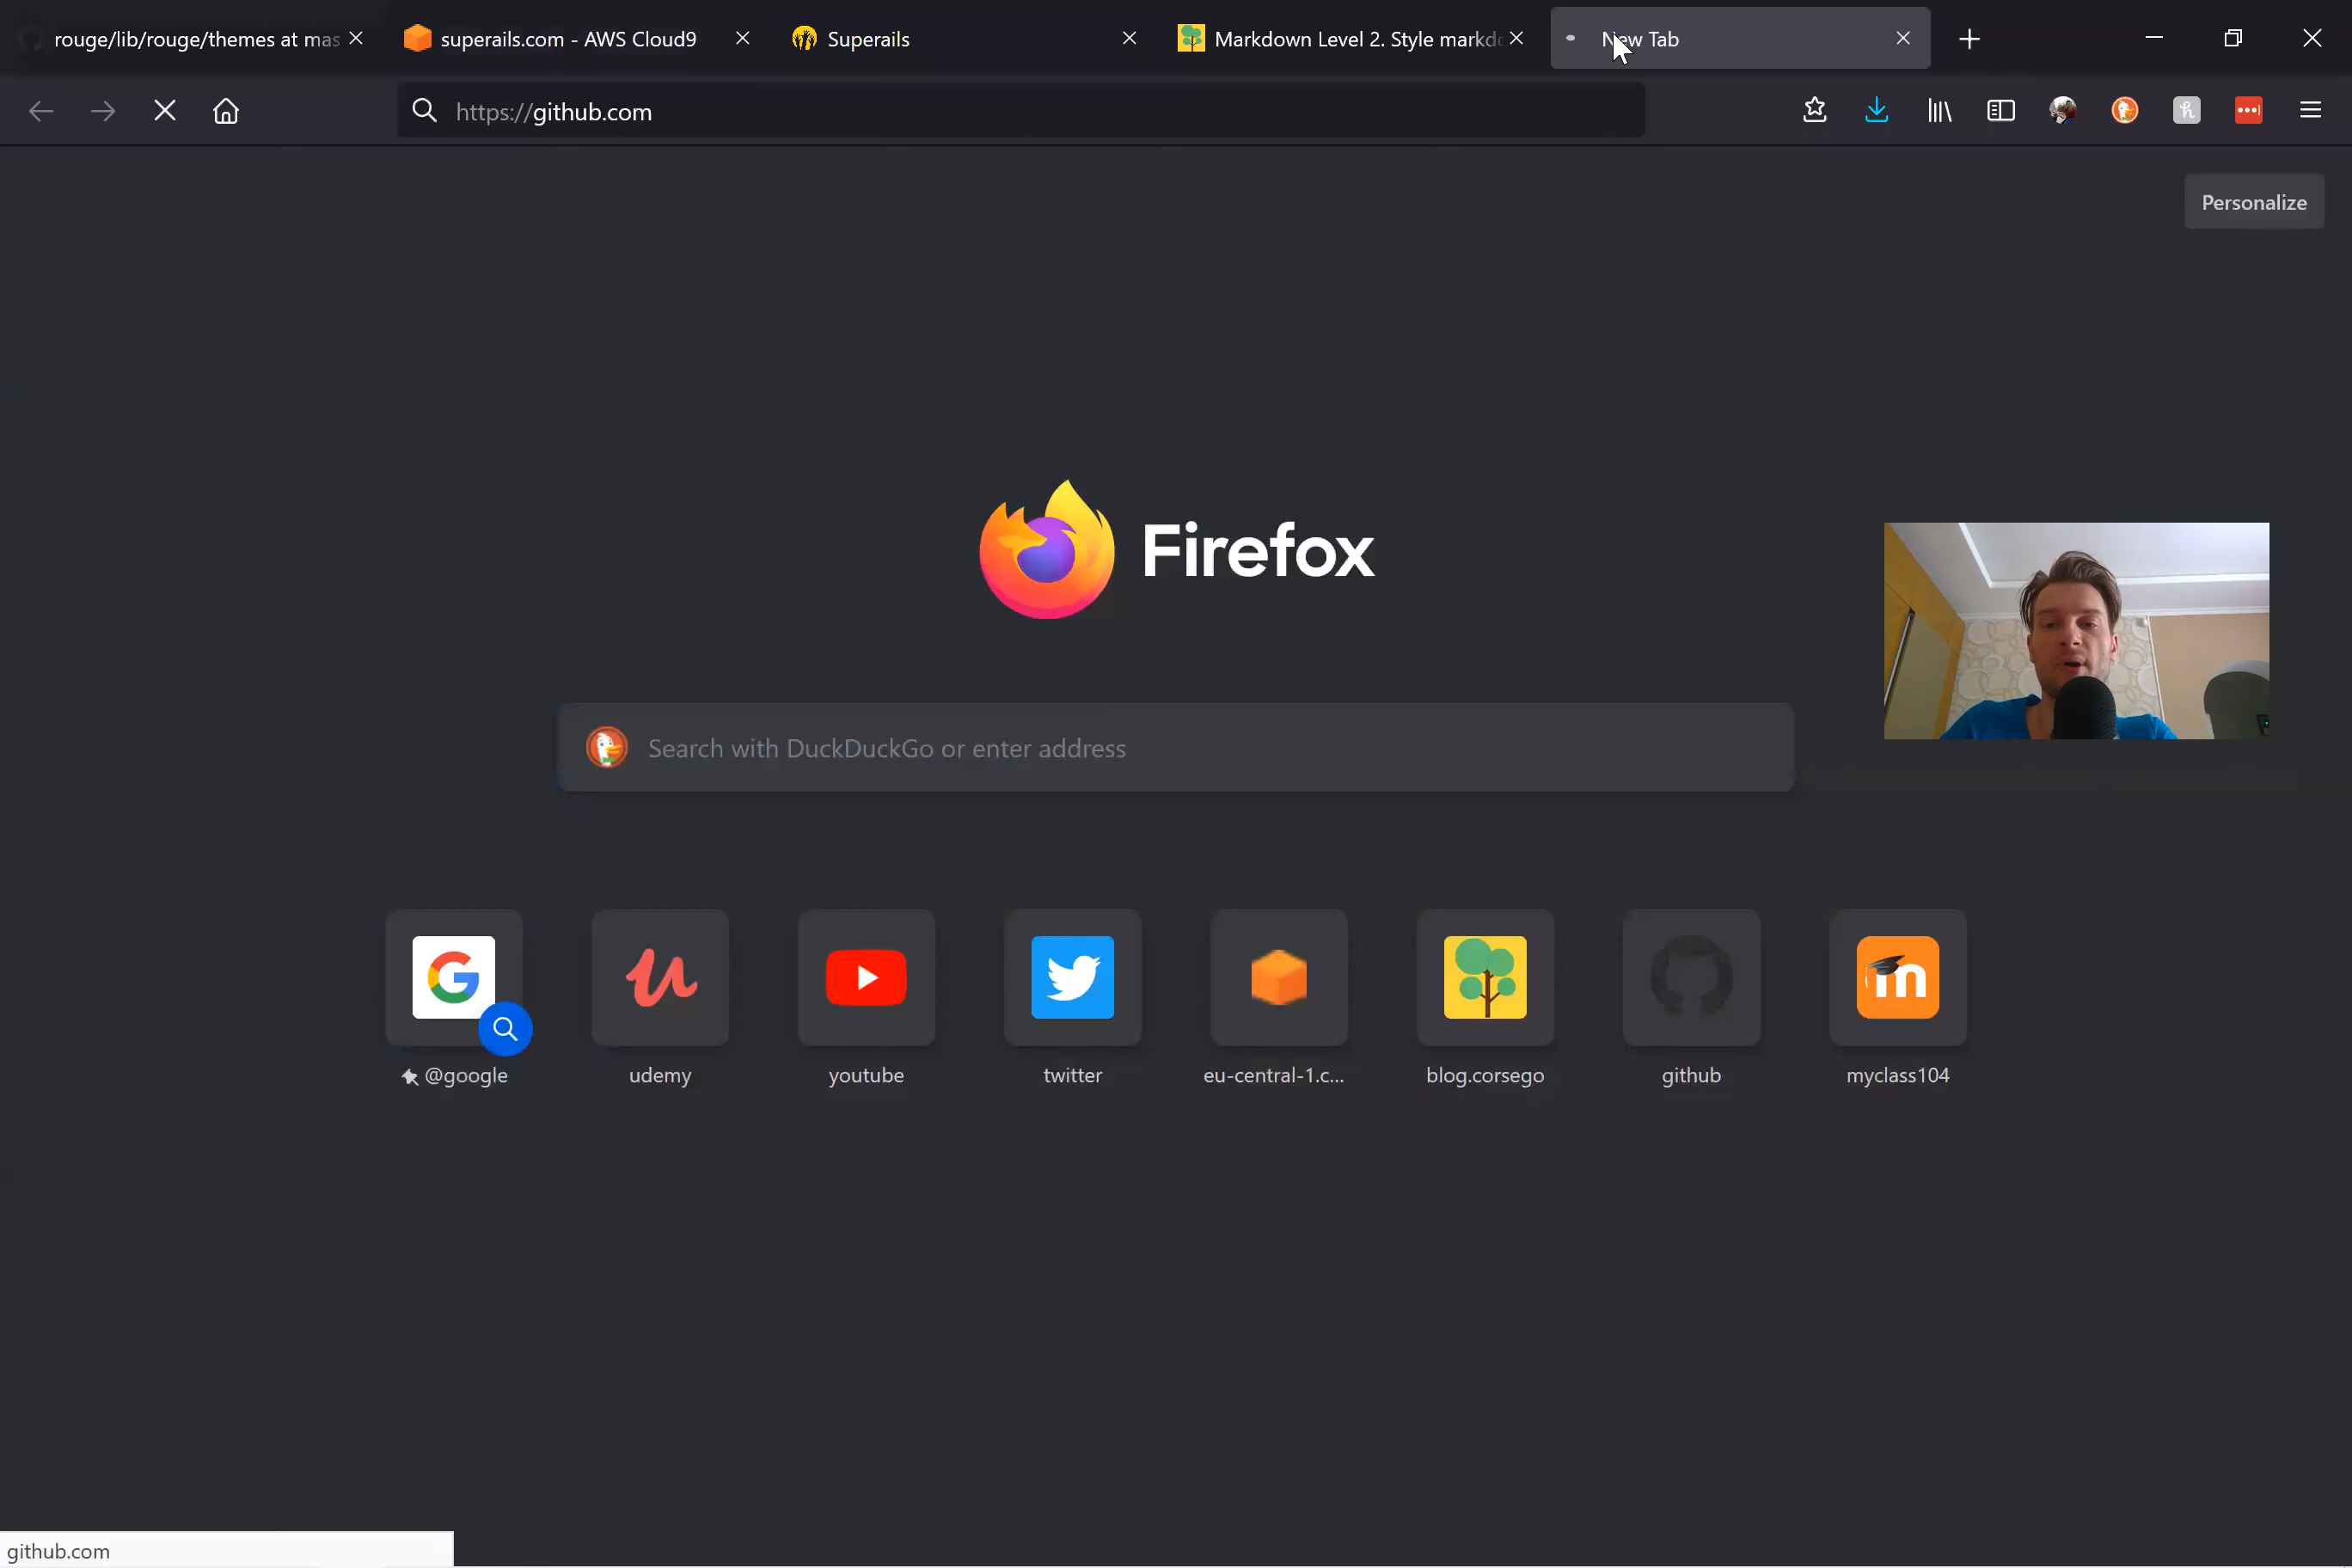 rouge/lib/rouge/themes at mas
superails.com - AWS Cloud9
Superails
Markdown Level 2. Style markd
New Tab
https://github.com
Personalize
Firefox
Search with DuckDuckGo or enter address
@google
udemy
youtube
twitter
eu-central-1.c...
blog.corsego
github
myclass104
github.com